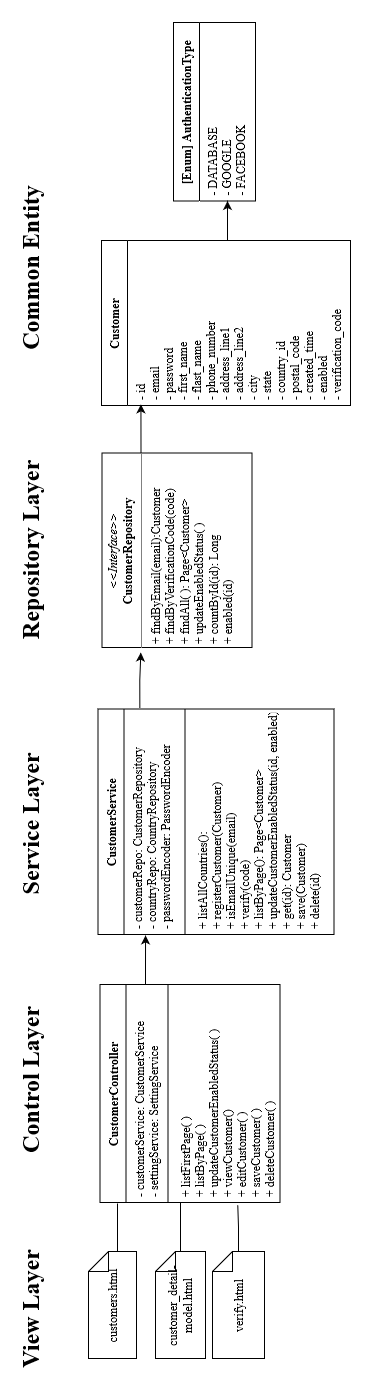 View Layer
Control Layer
Service Layer
Repository Layer
Common Entity
customers.html
customer_detail_
model.html
verify.html
CustomerController
- customerService: CustomerService
- settingService: SettingService
+ listFirstPage( )
+ listByPage( )
+ updateCustomerEnabledStatus( )
+ viewCustomer()
+ editCustomer( )
+ saveCustomer( )
+ deleteCustomer( )
CustomerService
- customerRepo: CustomerRepository
- countryRepo: CountryRepository
- passwordEncoder: PasswordEncoder
+ listAllCountries():
+ registerCustomer(Customer)
+ isEmailUnique(email)
+ verify(code)
+ listByPage(): Page<Customer>
+ updateCustomerEnabledStatus(id, enabled)
+ get(id): Customer
+ save(Customer)
+ delete(id)
<<Interface>>
CustomerRepository
+ findByEmail(email):Customer
+ findByVerificationCode(code)
+ findAll( ): Page<Customer>
+ updateEnabledStatus( )
+ countById(id): Long
+ enabled(id)
Customer
- id
- email
- password
- first_name
- flast_name
- phone_number
- address_line1
- address_line2
- city
- state
- country_id
- postal_code
- created_time
- enabled
- verification_code
[Enum] AuthenticationType
- DATABASE
- GOOGLE
- FACEBOOK